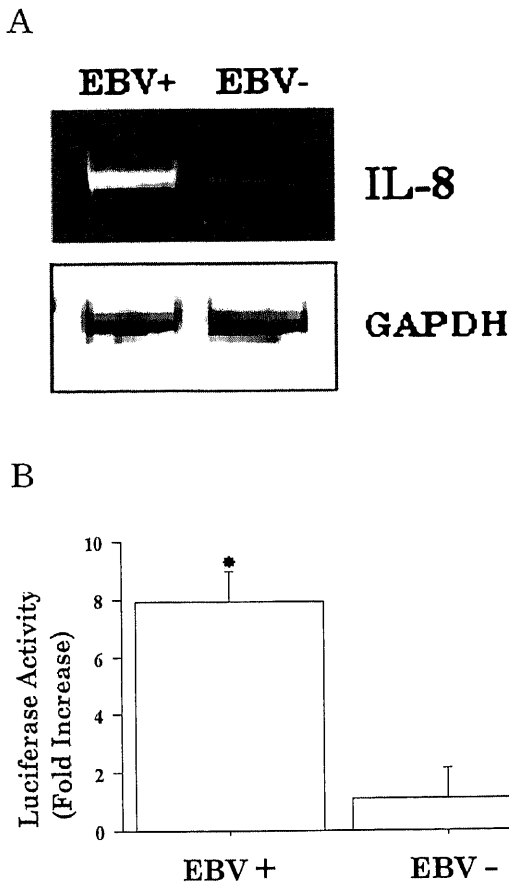 A
EBV+ EBV-
IL-8
GAPDH
B
10
8
6
4
2
0
*
Luciferase Activity
(Fold Increase)
EBV + EBV -